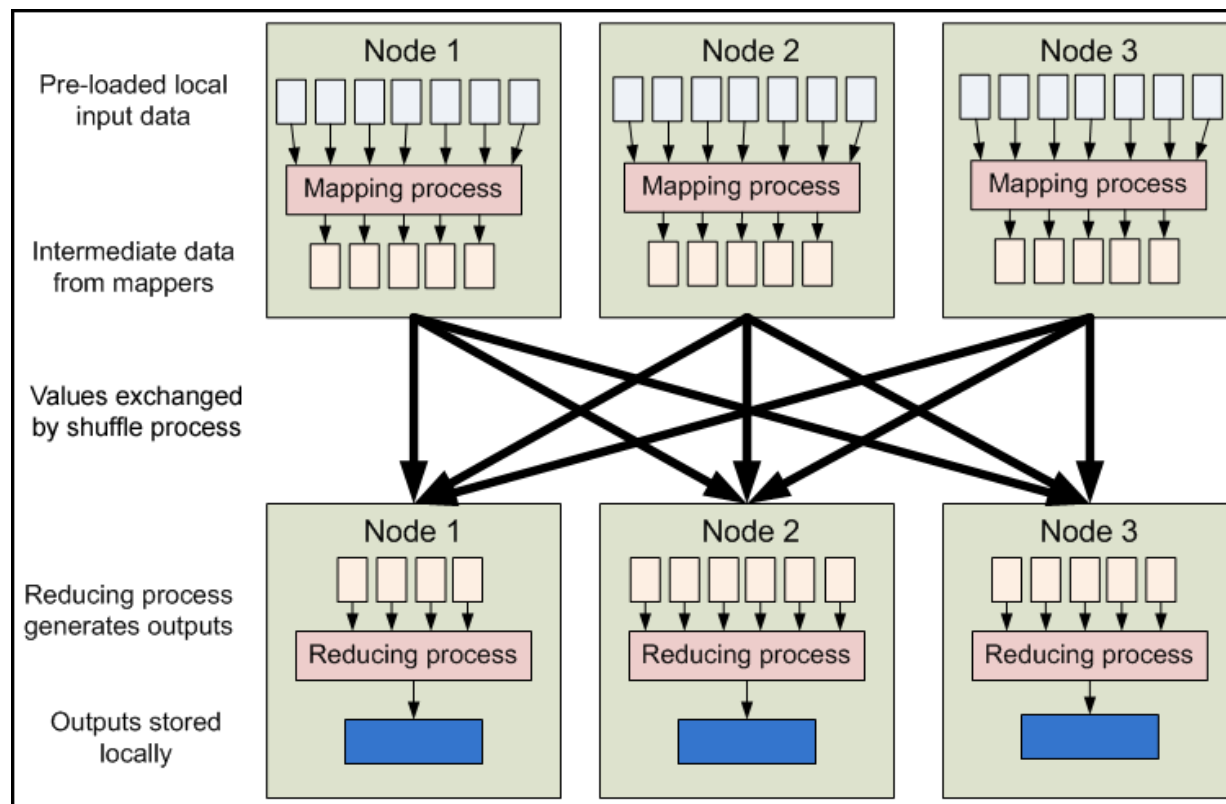 Node 1
Node 2
Node 3
Pre-loaded local
input data
Mapping process
Mapping process
Mapping process
Intermediate data
from mappers
Values exchanged
by shuffle process
Node 1
Node 2
Node 3
Reducing process
generates outputs
Reducing process
Reducing process
Reducing process
Outputs stored
locally